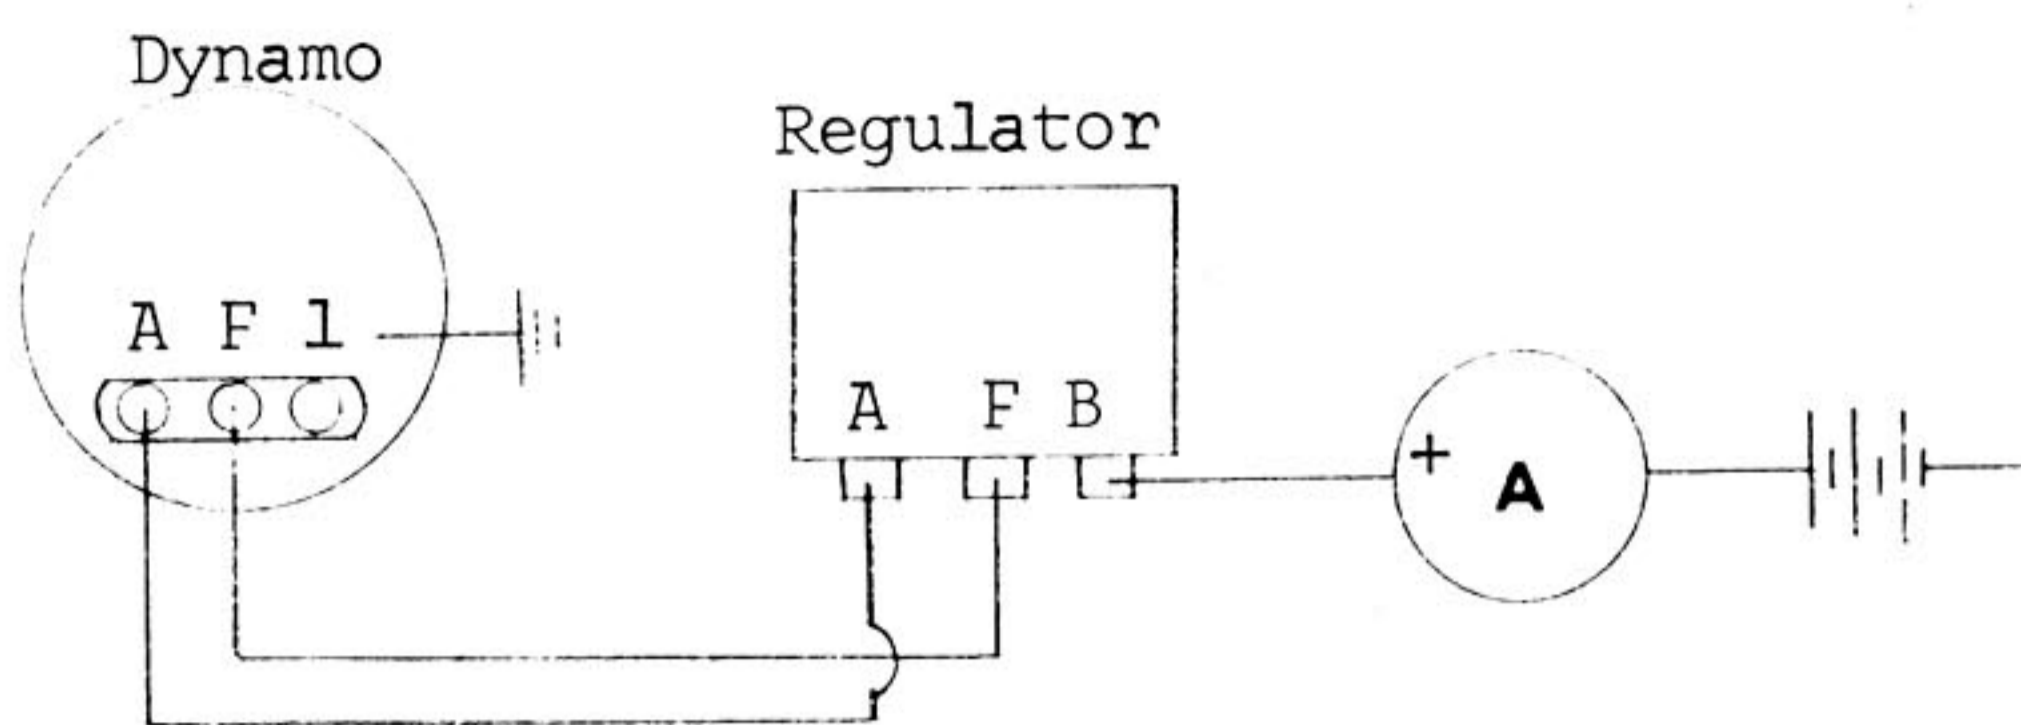 Dynamo
Regulator
A F 1
A F B
+ A